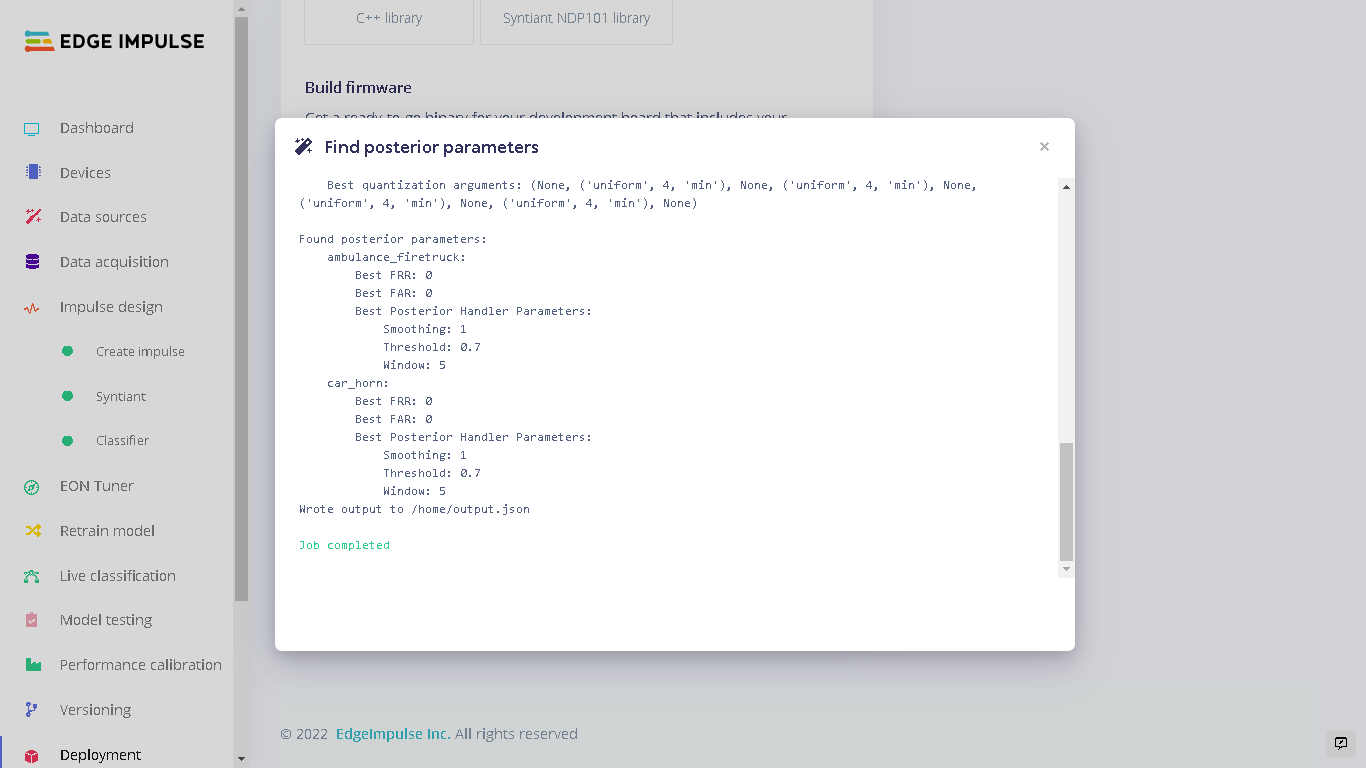 EDGE IMPULSE
Dashboard
Devices
Data sources
Data acquisition
Impulse design
Create impulse
Syntiant
Classifier
EON Tuner
Retrain model
Live classification
Model testing
Performance calibration
Versioning
Deployment
C++ library
Syntiant NDP101 library
Build firmware
Get a ready-to-go binary for your development board that includes your
Find posterior parameters
×
Best quantization arguments: (None, ('uniform', 4, 'min'), None, ('uniform', 4, 'min'), None,
('uniform', 4, 'min'), None, ('uniform', 4, 'min'), None)
Found posterior parameters:
ambulance_firetruck:
Best FRR: 0
Best FAR: 0
Best Posterior Handler Parameters:
Smoothing: 1
Threshold: 0.7
Window: 5
car_horn:
Best FRR: 0
Best FAR: 0
Best Posterior Handler Parameters:
Smoothing: 1
Threshold: 0.7
Window: 5
Wrote output to /home/output.json
Job completed
© 2022 EdgeImpulse Inc. All rights reserved